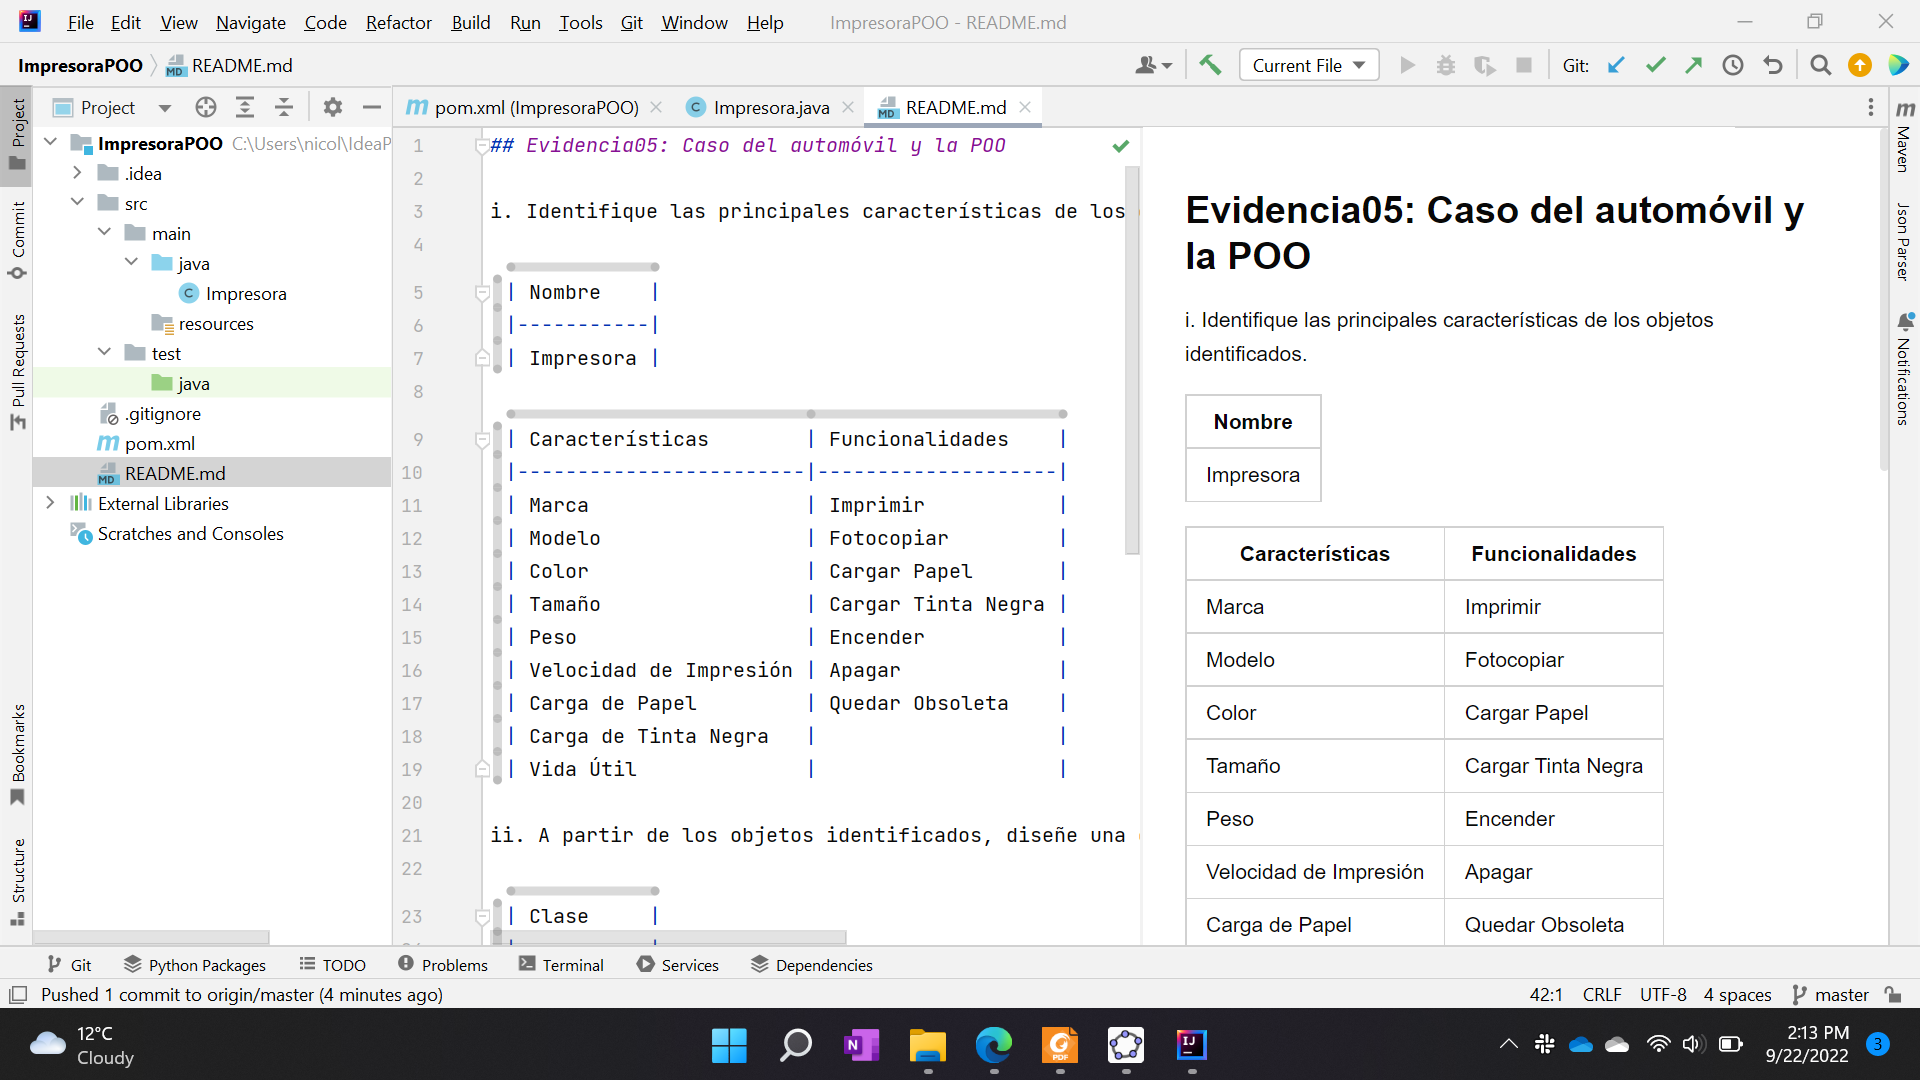 File Edit View Navigate Code Refactor Build Run Tools Git Window Help ImpresoraPOO - README.md
ImpresoraPOO README.md Current File Git:
Project
pom.xml (ImpresoraPOO) Impresora.java README.md
ImpresoraPOO C:\Users\nicol\IdeaP
.idea
src
main
java
Impresora
resources
test
java
.gitignore
pom.xml
README.md
External Libraries
Scratches and Consoles
Project
Commit
Pull Requests
Bookmarks
Structure
1 ## Evidencia05: Caso del automóvil y la POO
2
3 i. Identifique las principales características de los
4
5 | Nombre |
6 |-----------|
7 | Impresora |
8
9 | Características | Funcionalidades |
10 |------------------------|--------------------|
11 | Marca | Imprimir |
12 | Modelo | Fotocopiar |
13 | Color | Cargar Papel |
14 | Tamaño | Cargar Tinta Negra |
15 | Peso | Encender |
16 | Velocidad de Impresión | Apagar |
17 | Carga de Papel | Quedar Obsoleta |
18 | Carga de Tinta Negra | |
19 | Vida Útil | |
20
21 ii. A partir de los objetos identificados, diseñe una
22
23 | Clase |
Evidencia05: Caso del automóvil y
la POO
i. Identifique las principales características de los objetos
identificados.
Nombre
Impresora
Características Funcionalidades
Marca Imprimir
Modelo Fotocopiar
Color Cargar Papel
Tamaño Cargar Tinta Negra
Peso Encender
Velocidad de Impresión Apagar
Carga de Papel Quedar Obsoleta
Maven
Json Parser
Notifications
Git Python Packages TODO Problems Terminal Services Dependencies
Pushed 1 commit to origin/master (4 minutes ago) 42:1 CRLF UTF-8 4 spaces master
12°C
Cloudy
2:13 PM
9/22/2022
3